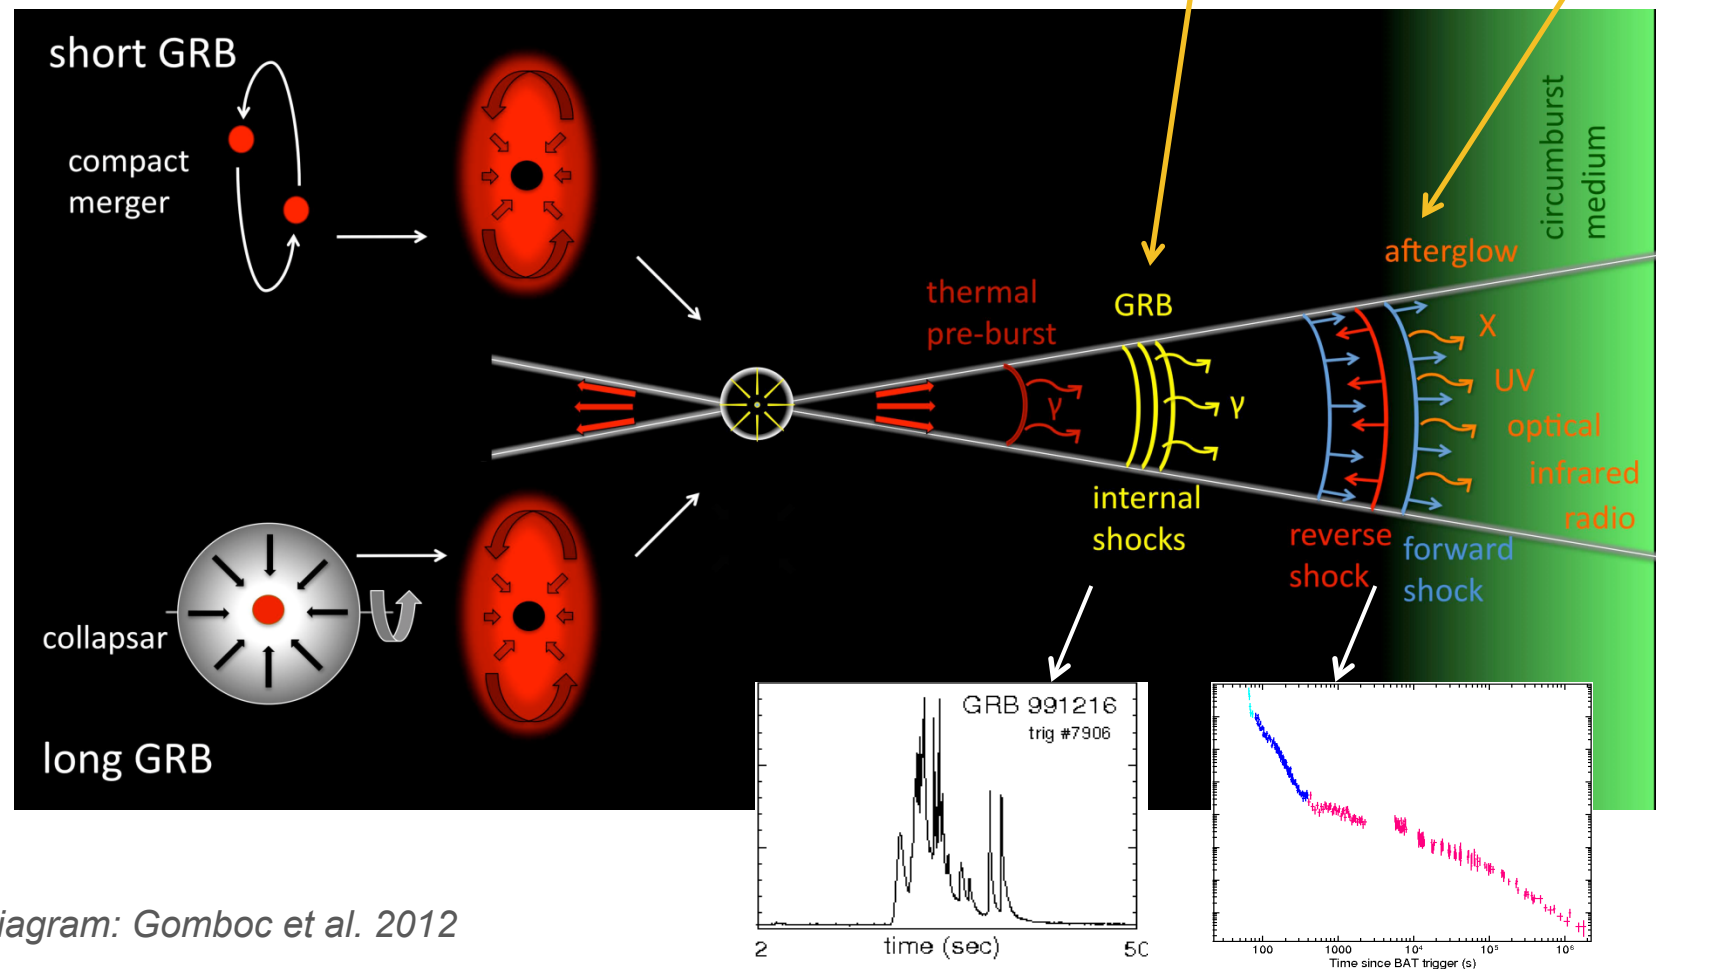 short GRB
compact
merger
collapsar
long GRB
thermal
pre-burst
γ
GRB
γ
internal
shocks
reverse
shock
forward
shock
afterglow
X
UV
optical
infrared
radio
circumburst
medium
GRB 991216
trig #7906
2
time (sec)
50
100
1000
10⁴
10⁵
10⁶
Time since BAT trigger (s)
iagram: Gomboc et al. 2012